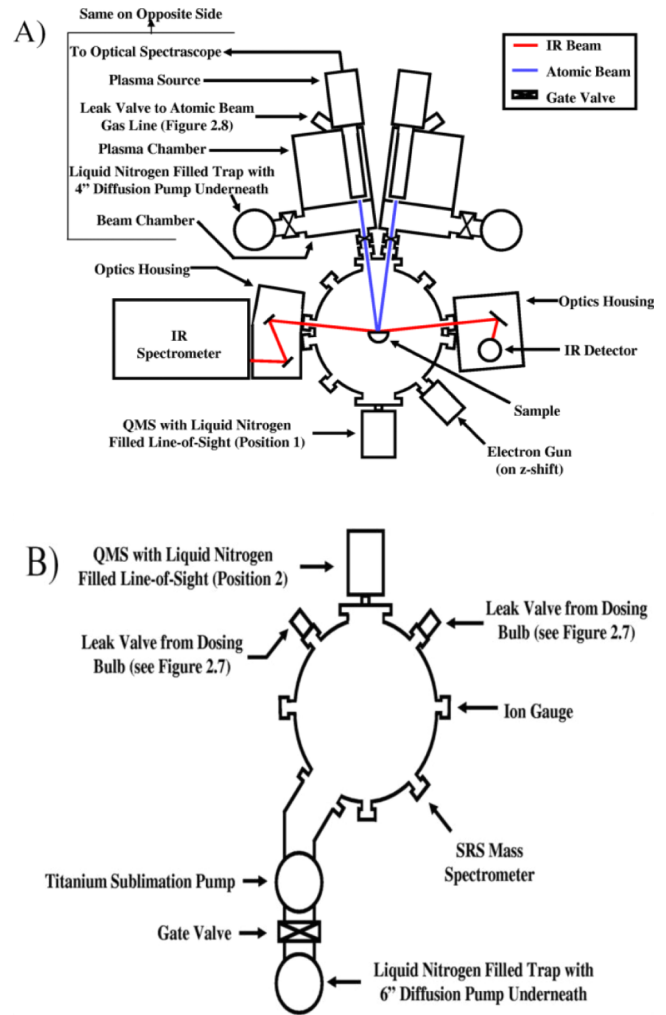 A)
Same on Opposite Side
To Optical Spectrascope
Plasma Source
Leak Valve to Atomic Beam
Gas Line (Figure 2.8)
Plasma Chamber
Liquid Nitrogen Filled Trap with
4” Diffusion Pump Underneath
Beam Chamber
Optics Housing
IR
Spectrometer
QMS with Liquid Nitrogen
Filled Line-of-Sight (Position 1)
IR Beam
Atomic Beam
Gate Valve
Optics Housing
IR Detector
Sample
Electron Gun
(on z-shift)
B)
QMS with Liquid Nitrogen
Filled Line-of-Sight (Position 2)
Leak Valve from Dosing
Bulb (see Figure 2.7)
Leak Valve from Dosing
Bulb (see Figure 2.7)
Ion Gauge
SRS Mass
Spectrometer
Titanium Sublimation Pump
Gate Valve
Liquid Nitrogen Filled Trap with
6” Diffusion Pump Underneath